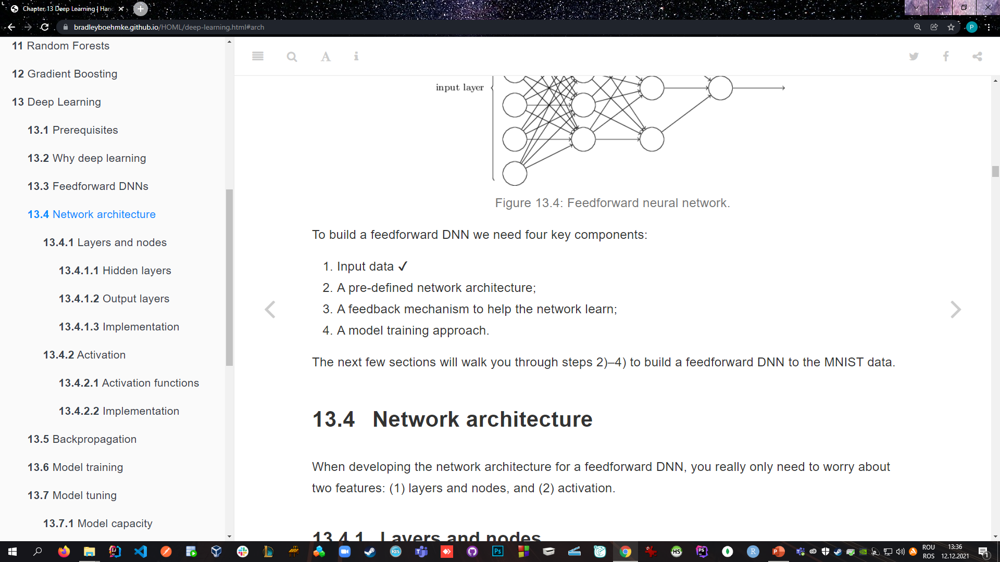 Chapter 13 Deep Learning | Han
bradleyboehmke.github.io/HOML/deep-learning.html#arch
P
11 Random Forests
12 Gradient Boosting
13 Deep Learning
13.1 Prerequisites
13.2 Why deep learning
13.3 Feedforward DNNs
13.4 Network architecture
13.4.1 Layers and nodes
13.4.1.1 Hidden layers
13.4.1.2 Output layers
13.4.1.3 Implementation
13.4.2 Activation
13.4.2.1 Activation functions
13.4.2.2 Implementation
13.5 Backpropagation
13.6 Model training
13.7 Model tuning
13.7.1 Model capacity
A
input layer
Figure 13.4: Feedforward neural network.
To build a feedforward DNN we need four key components:
1. Input data ✓
2. A pre-defined network architecture;
3. A feedback mechanism to help the network learn;
4. A model training approach.
The next few sections will walk you through steps 2)–4) to build a feedforward DNN to the MNIST data.
13.4 Network architecture
When developing the network architecture for a feedforward DNN, you really only need to worry about
two features: (1) layers and nodes, and (2) activation.
13.4.1 Layers and nodes
Ps
HS
PS
R
P
ROU
ROS
13:36
12.12.2021
1